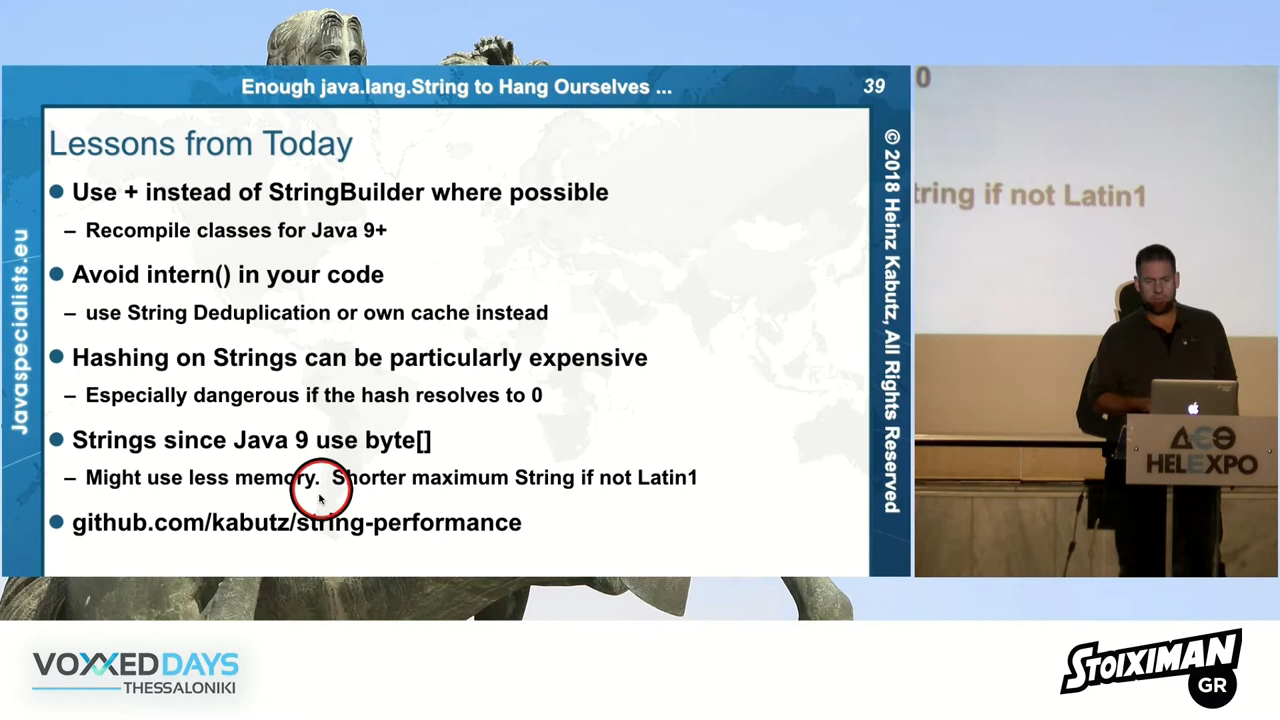 Enough java.lang.String to Hang Ourselves ...
39
Lessons from Today
Use + instead of StringBuilder where possible
– Recompile classes for Java 9+
Avoid intern() in your code
– use String Deduplication or own cache instead
Hashing on Strings can be particularly expensive
– Especially dangerous if the hash resolves to 0
Strings since Java 9 use byte[]
– Might use less memory. Shorter maximum String if not Latin1
github.com/kabutz/string-performance
Javaspecialists.eu
© 2018 Heinz Kabutz, All Rights Reserved
0
tring if not Latin1
ΔΕΘ
HELEXPO
VOXXED DAYS
THESSALONIKI
STOIXIMAN
GR